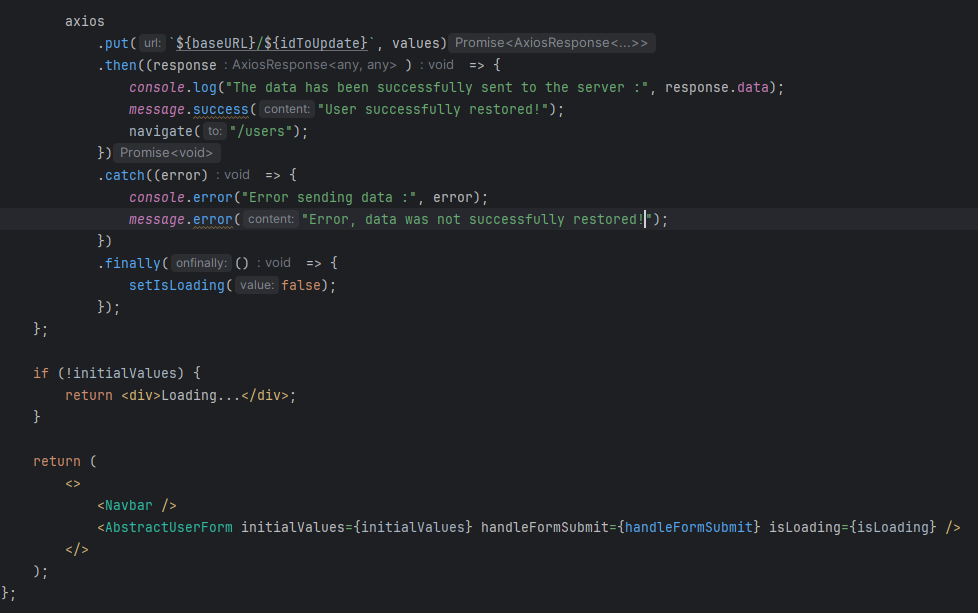 axios
.put( url: `${baseURL}/${idToUpdate}`, values) Promise<AxiosResponse<...>>
.then((response : AxiosResponse<any, any> ) : void => {
console.log("The data has been successfully sent to the server :", response.data);
message.success( content: "User successfully restored!");
navigate( to: "/users");
}) Promise<void>
.catch((error) : void => {
console.error("Error sending data :", error);
message.error( content: "Error, data was not successfully restored!");
})
.finally( onfinally: () : void => {
setIsLoading( value: false);
});
};
if (!initialValues) {
return <div>Loading...</div>;
}
return (
<>
<Navbar />
<AbstractUserForm initialValues={initialValues} handleFormSubmit={handleFormSubmit} isLoading={isLoading} />
</>
);
};